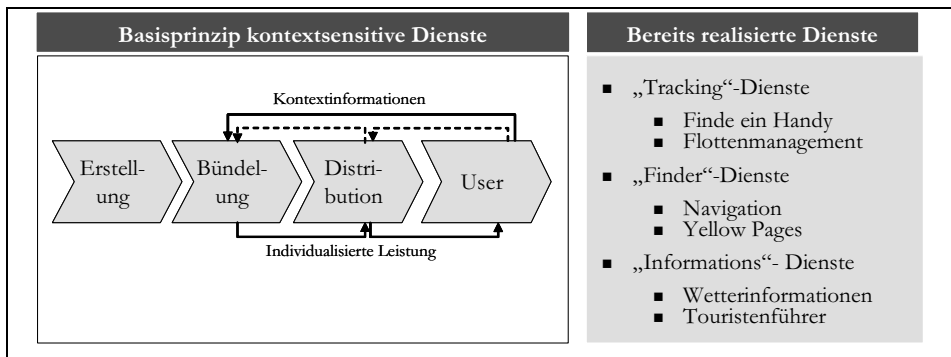 Basisprinzip kontextsensitive Dienste
Kontextinformationen
Erstell-
ung
Bündel-
ung
Distri-
bution
User
Individualisierte Leistung
Bereits realisierte Dienste
■ „Tracking“-Dienste
■ Finde ein Handy
■ Flottenmanagement
■ „Finder“-Dienste
■ Navigation
■ Yellow Pages
■ „Informations“- Dienste
■ Wetterinformationen
■ Touristenführer